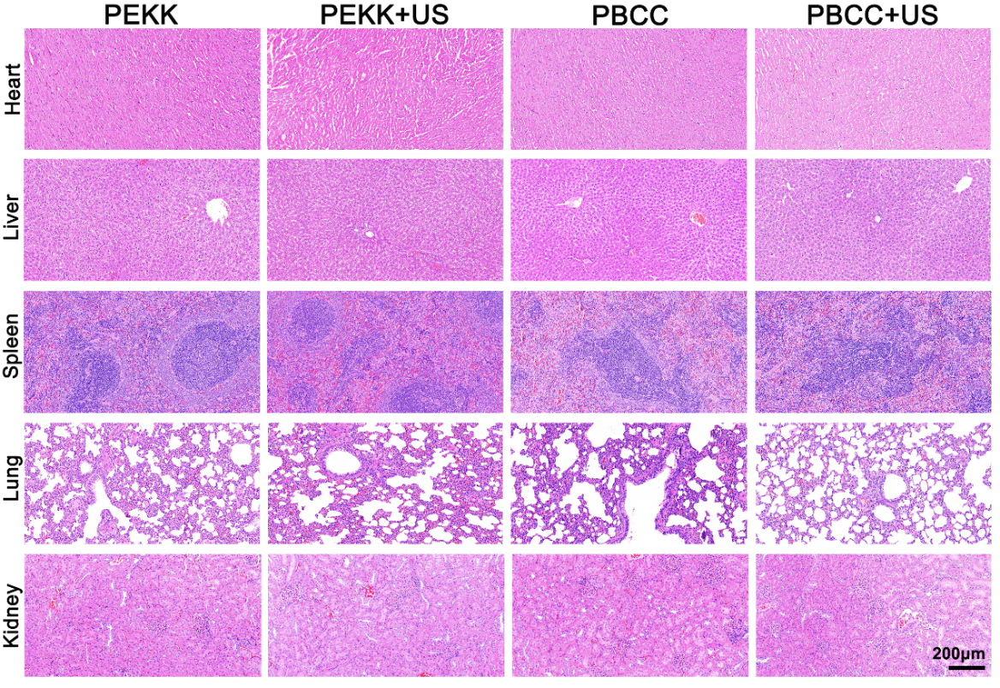 PEKK PEKK+US PBCC PBCC+US
Heart
Liver
Spleen
Lung
Kidney
200μm